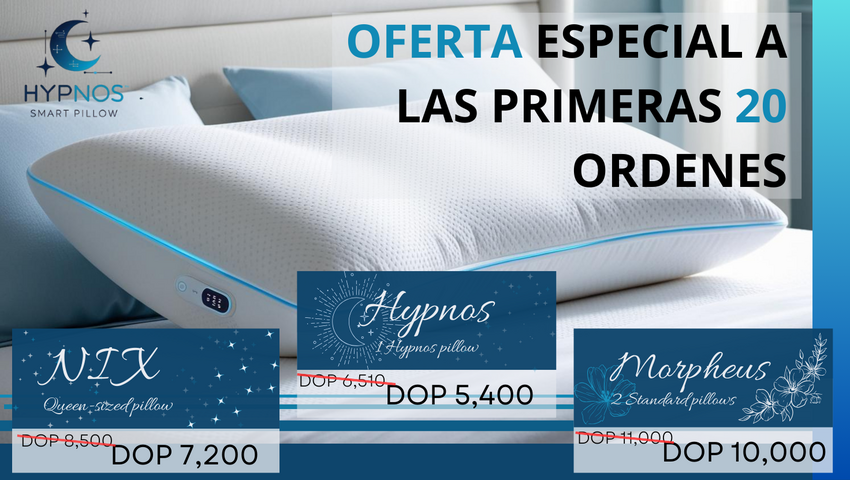 HYPNOS
SMART PILLOW
OFERTA ESPECIAL A
LAS PRIMERAS 20
ORDENES
Hypnos
1 Hypnos pillow
DOP 6,510
DOP 5,400
NIX
Queen-sized pillow
DOP 8,500
DOP 7,200
Morpheus
2 Standard pillows
DOP 11,000
DOP 10,000